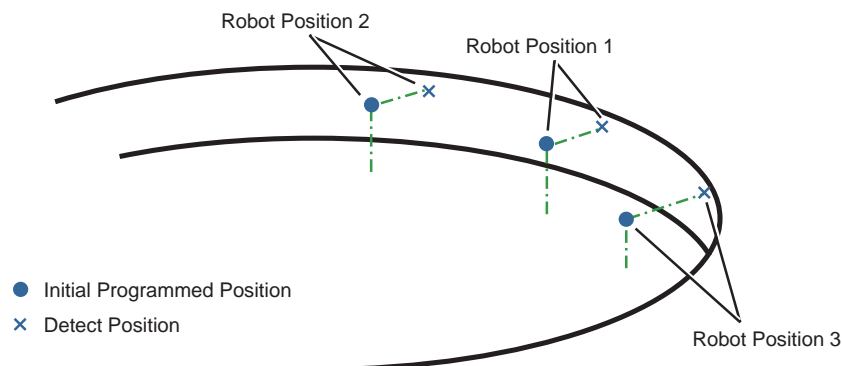 Robot Position 2
Robot Position 1
Initial Programmed Position
Detect Position
Robot Position 3